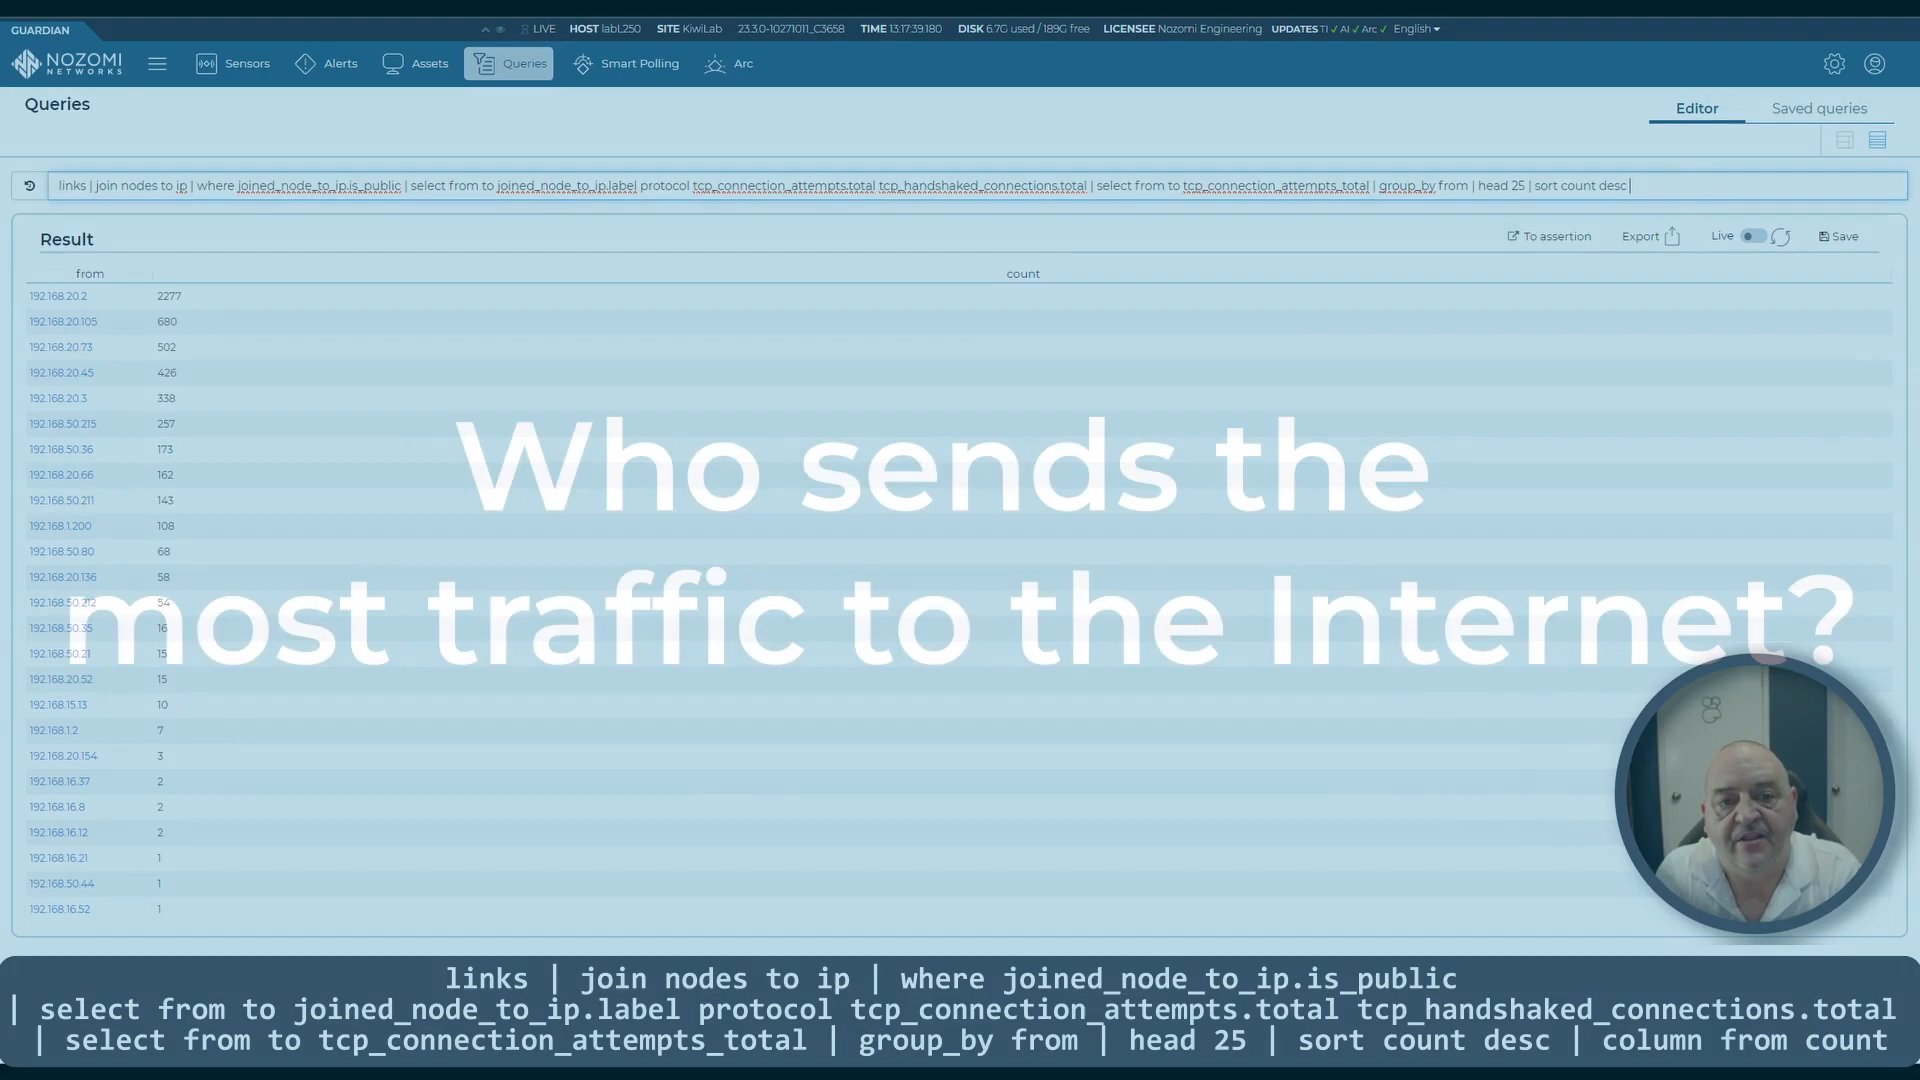 GUARDIAN
LIVE HOST labL250 SITE KiwiLab 23.3.0-10271011_C3658 TIME 13:17:39.180 DISK 6.7G used / 189G free LICENSEE Nozomi Engineering UPDATES TI ✓ AI ✓ Arc ✓ English
NOZOMI
NETWORKS
Sensors Alerts Assets Queries Smart Polling Arc
Queries
Editor Saved queries
links | join nodes to ip | where joined_node_to_ip.is_public | select from to joined_node_to_ip.label protocol tcp_connection_attempts.total tcp_handshaked_connections.total | select from to tcp_connection_attempts_total | group_by from | head 25 | sort count desc
Result
To assertion Export Live Save
from count
192.168.20.2 2277
192.168.20.105 680
192.168.20.73 502
192.168.20.45 426
192.168.20.3 338
192.168.50.215 257
192.168.50.36 173
192.168.20.66 162
192.168.50.211 143
192.168.1.200 108
192.168.50.80 68
192.168.20.136 58
192.168.50.212 54
192.168.50.35 16
192.168.50.21 15
192.168.20.52 15
192.168.15.13 10
192.168.1.2 7
192.168.20.154 3
192.168.16.37 2
192.168.16.8 2
192.168.16.12 2
192.168.16.21 1
192.168.50.44 1
192.168.16.52 1
Who sends the
most traffic to the Internet?
links | join nodes to ip | where joined_node_to_ip.is_public
| select from to joined_node_to_ip.label protocol tcp_connection_attempts.total tcp_handshaked_connections.total
| select from to tcp_connection_attempts_total | group_by from | head 25 | sort count desc | column from count